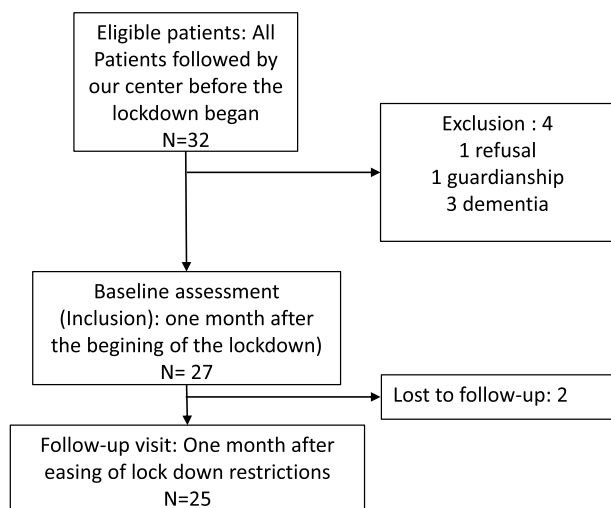 Eligible patients: All
Patients followed by
our center before the
lockdown began
N=32
Exclusion : 4
1 refusal
1 guardianship
3 dementia
Baseline assessment
(Inclusion): one month after
the begining of the lockdown)
N= 27
Lost to follow-up: 2
Follow-up visit: One month after
easing of lock down restrictions
N=25